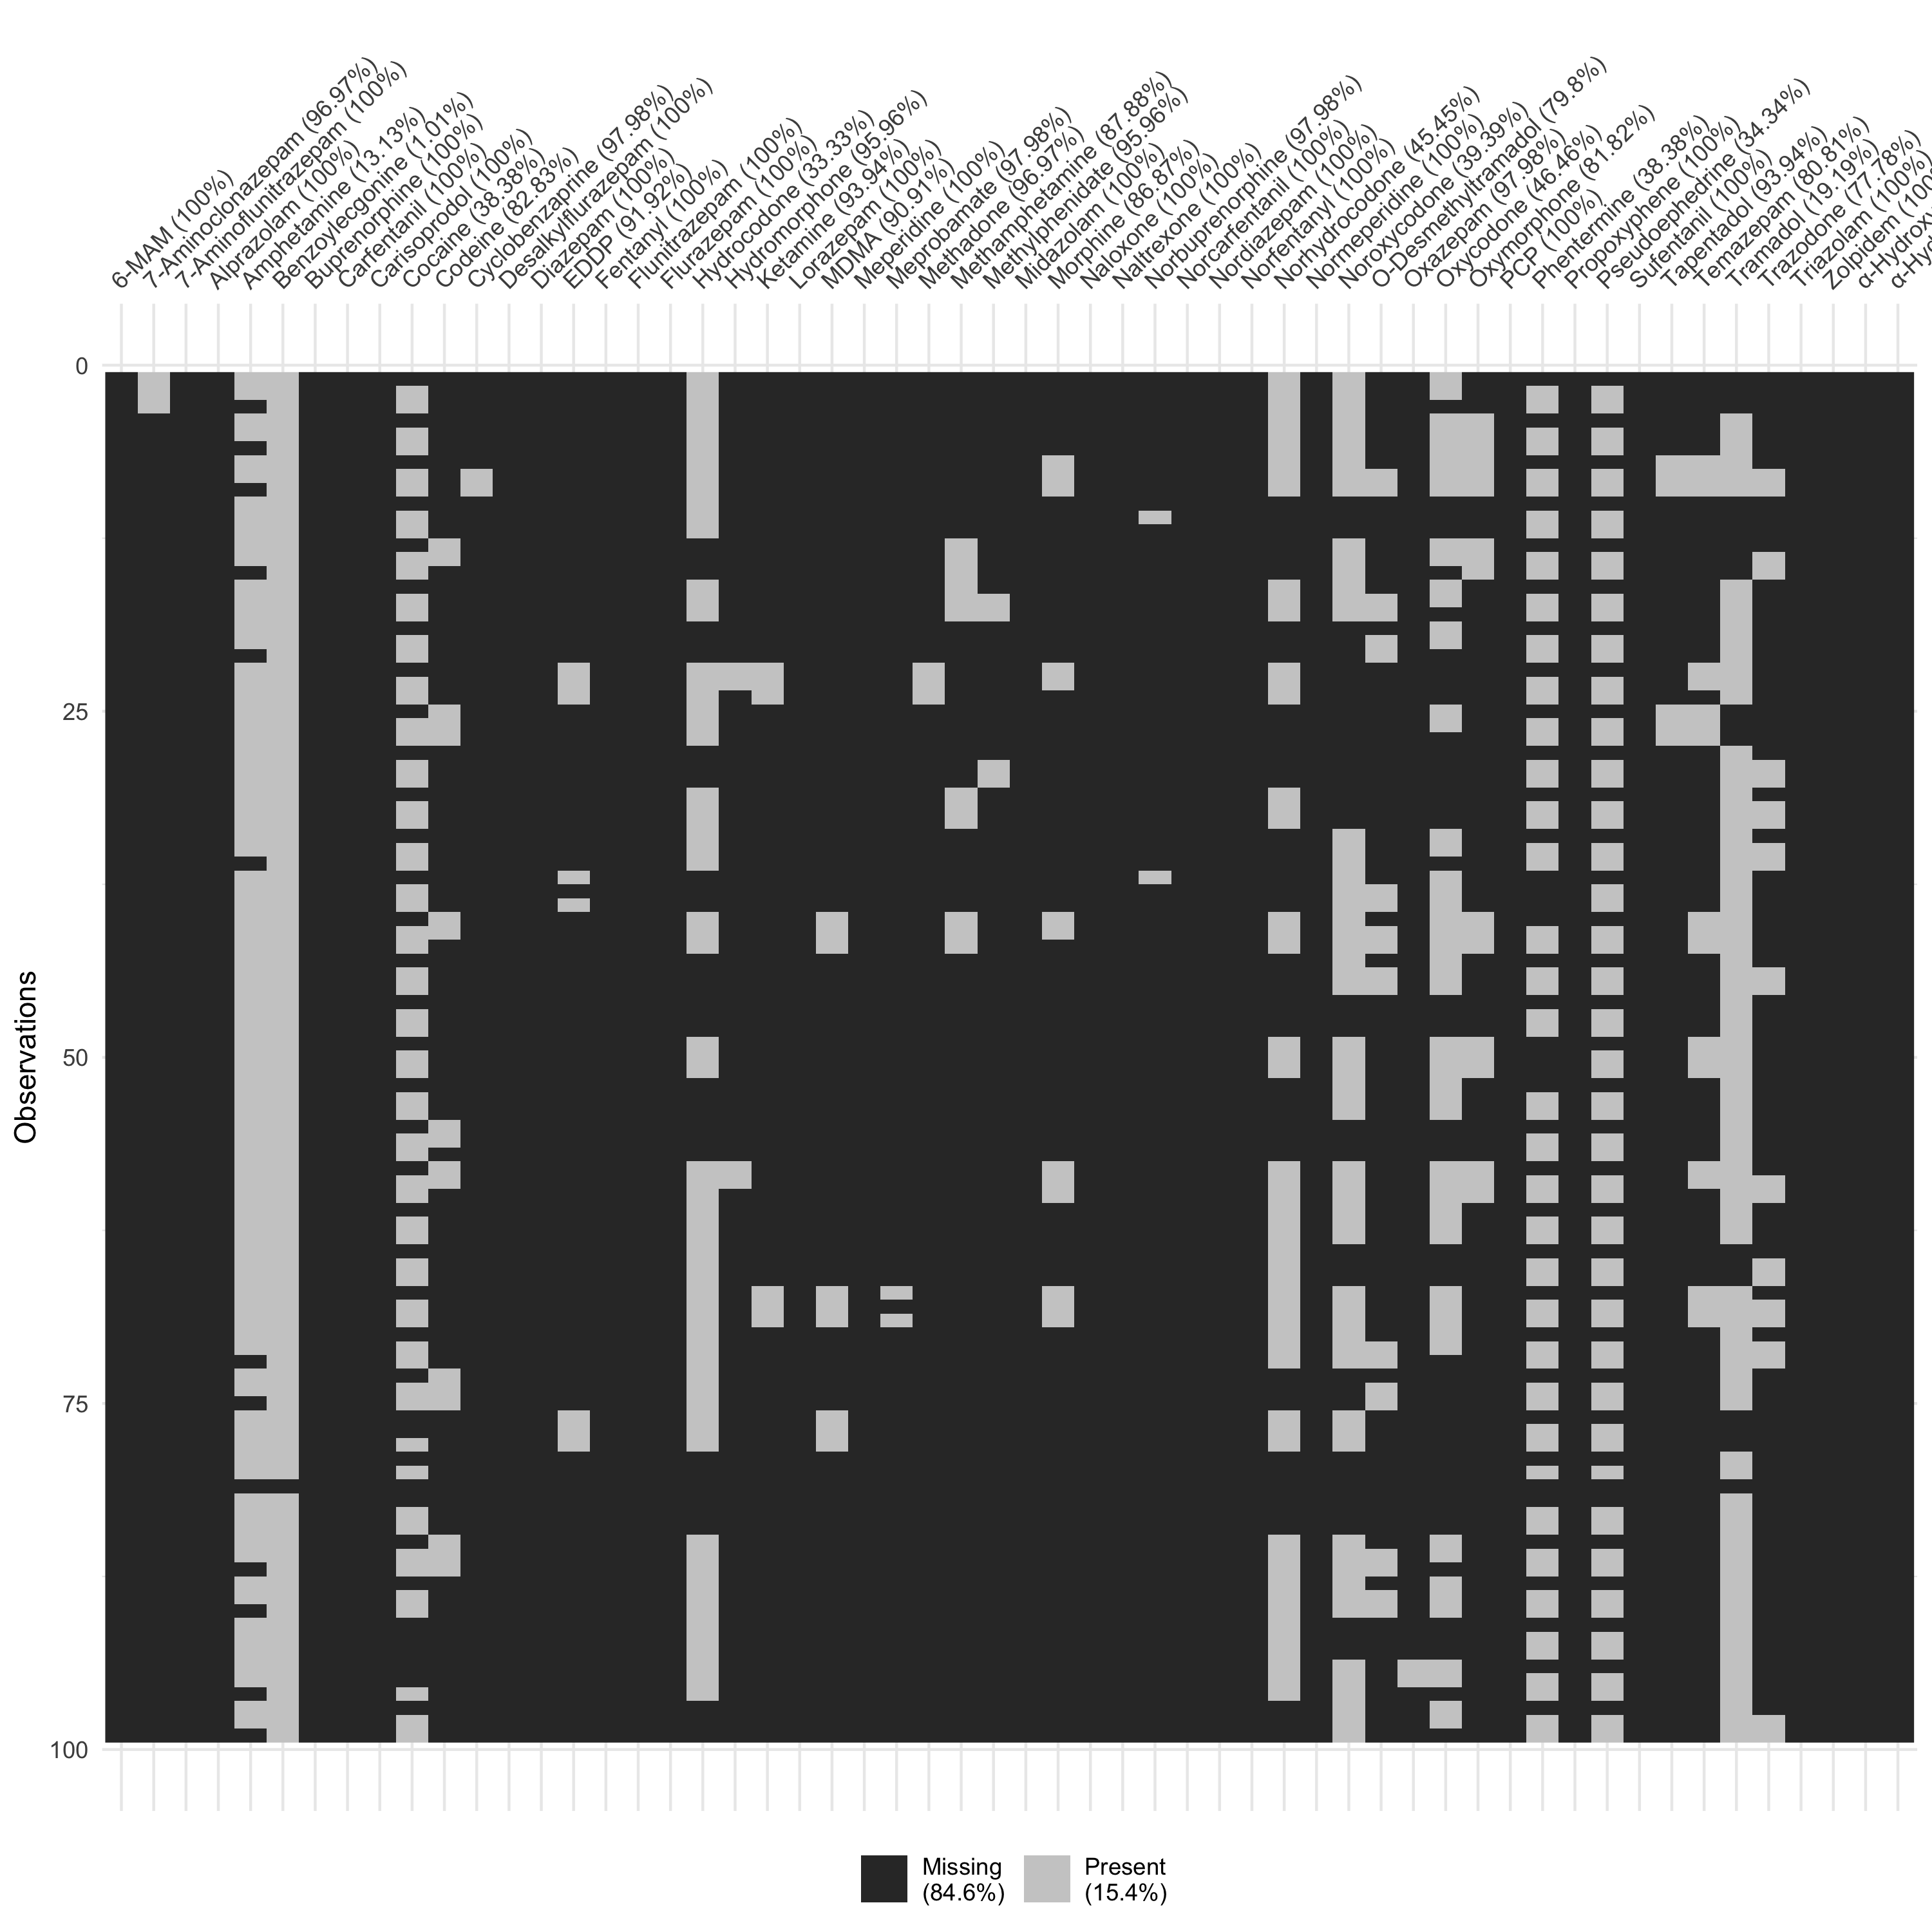 6-MAM (100%)
7-Aminoclonazepam (96.97%)
7-Aminoflunitrazepam (100%)
Alprazolam (100%)
Amphetamine (13.13%)
Benzoylecgonine (1.01%)
Buprenorphine (100%)
Carfentanil (100%)
Carisoprodol (100%)
Cocaine (38.38%)
Codeine (82.83%)
Cyclobenzaprine (97.98%)
Desalkylflurazepam (100%)
Diazepam (100%)
EDDP (91.92%)
Fentanyl (100%)
Flunitrazepam (100%)
Flurazepam (100%)
Hydrocodone (33.33%)
Hydromorphone (95.96%)
Ketamine (93.94%)
Lorazepam (100%)
MDMA (90.91%)
Meperidine (100%)
Meprobamate (97.98%)
Methadone (96.97%)
Methamphetamine (87.88%)
Methylphenidate (95.96%)
Midazolam (100%)
Morphine (86.87%)
Naloxone (100%)
Naltrexone (100%)
Norbuprenorphine (97.98%)
Norcarfentanil (100%)
Nordiazepam (100%)
Norfentanyl (100%)
Norhydrocodone (45.45%)
Normeperidine (100%)
Noroxycodone (39.39%)
O-Desmethyltramadol (79.8%)
Oxazepam (97.98%)
Oxycodone (46.46%)
Oxymorphone (81.82%)
PCP (100%)
Phentermine (38.38%)
Propoxyphene (100%)
Pseudoephedrine (34.34%)
Sufentanil (100%)
Tapentadol (93.94%)
Temazepam (80.81%)
Tramadol (19.19%)
Trazodone (77.78%)
Triazolam (100%)
Zolpidem (100%
α-Hydrox
α-Hy
0
25
50
75
100
Observations
Missing
(84.6%)
Present
(15.4%)